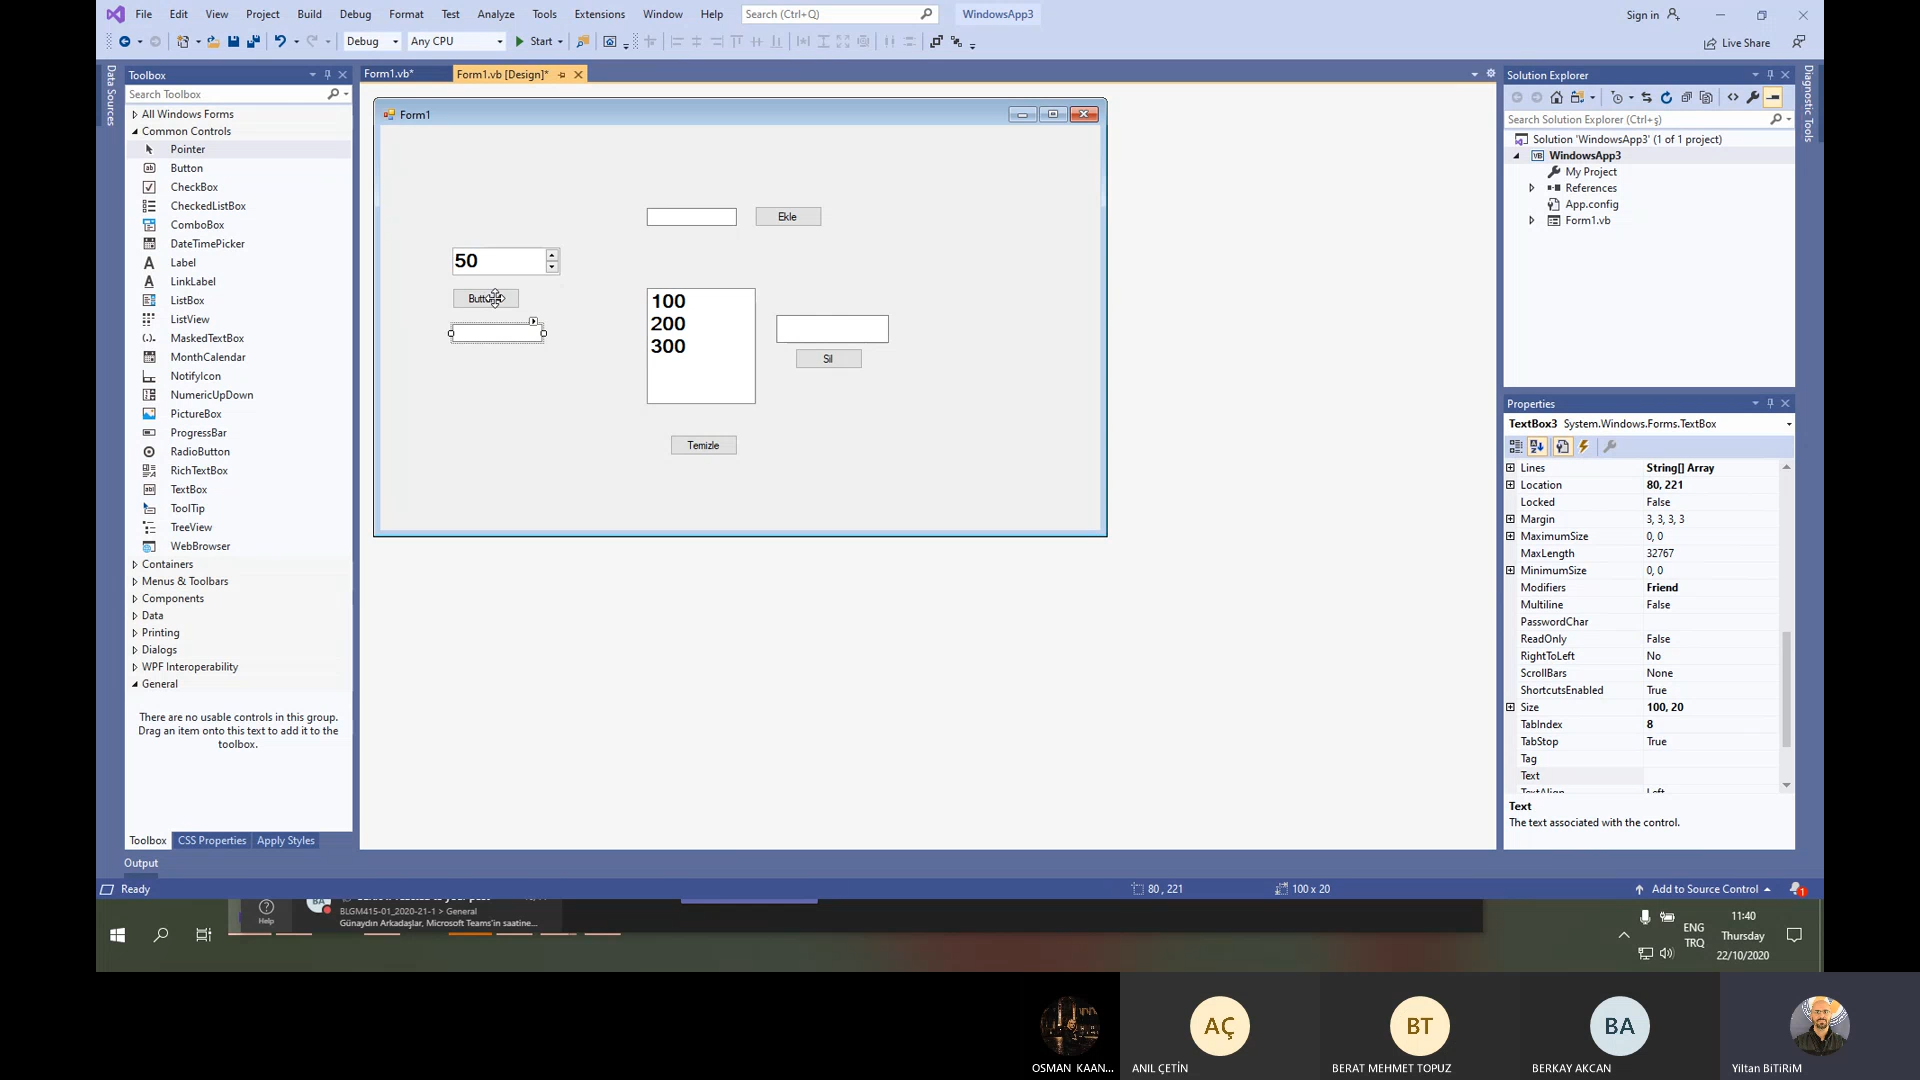 File Edit View Project Build Debug Format Test Analyze Tools Extensions Window Help Search (Ctrl+Q) WindowsApp3 Sign in
Debug Any CPU Start Live Share
Data Sources
Toolbox
Search Toolbox
All Windows Forms
Common Controls
Pointer
Button
CheckBox
CheckedListBox
ComboBox
DateTimePicker
Label
LinkLabel
ListBox
ListView
MaskedTextBox
MonthCalendar
NotifyIcon
NumericUpDown
PictureBox
ProgressBar
RadioButton
RichTextBox
TextBox
ToolTip
TreeView
WebBrowser
Containers
Menus & Toolbars
Components
Data
Printing
Dialogs
WPF Interoperability
General
There are no usable controls in this group.
Drag an item onto this text to add it to the
toolbox.
Toolbox CSS Properties Apply Styles
Form1.vb* Form1.vb [Design]*
Form1
Ekle
50
100
200
300
Sil
Temizle
Solution Explorer
Search Solution Explorer (Ctrl+ş)
Solution 'WindowsApp3' (1 of 1 project)
WindowsApp3
My Project
References
App.config
Form1.vb
Diagnostic Tools
Properties
TextBox3 System.Windows.Forms.TextBox
Lines String[] Array
Location 80, 221
Locked False
Margin 3, 3, 3, 3
MaximumSize 0, 0
MaxLength 32767
MinimumSize 0, 0
Modifiers Friend
Multiline False
PasswordChar
ReadOnly False
RightToLeft No
ScrollBars None
ShortcutsEnabled True
Size 100, 20
TabIndex 8
TabStop True
Tag
Text
TextAlign Left
Text
The text associated with the control.
Output
Ready 80 , 221 100 x 20 Add to Source Control 1
Help
BA
BLGM415-01_2020-21-1 > General
Günaydın Arkadaşlar, Microsoft Teams'in saatine...
ENG
TRQ
11:40
Thursday
22/10/2020
AÇ BT BA
OSMAN KAAN... ANIL ÇETİN BERAT MEHMET TOPUZ BERKAY AKCAN Yiltan BiTiRiM